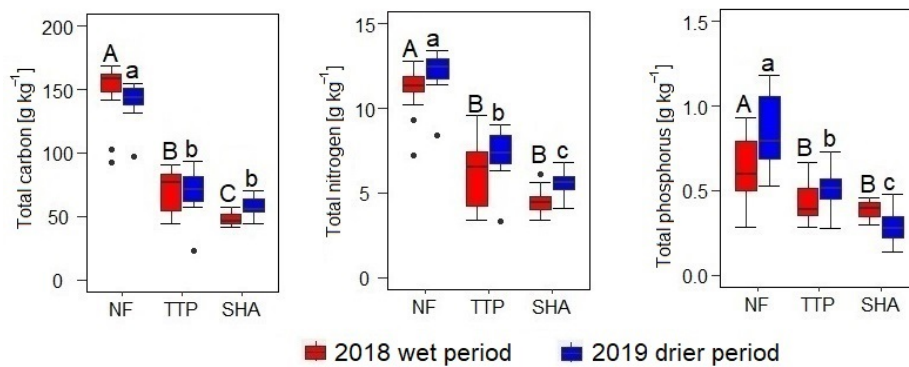 Total carbon [g kg⁻¹]
200
150
100
50
0
A a
B b
C b
NF TTP SHA
Total nitrogen [g kg⁻¹]
15
10
5
0
A a
B b
B c
NF TTP SHA
Total phosphorus [g kg⁻¹]
1.5
1.0
0.5
0.0
A a
B b
B c
NF TTP SHA
2018 wet period 2019 drier period